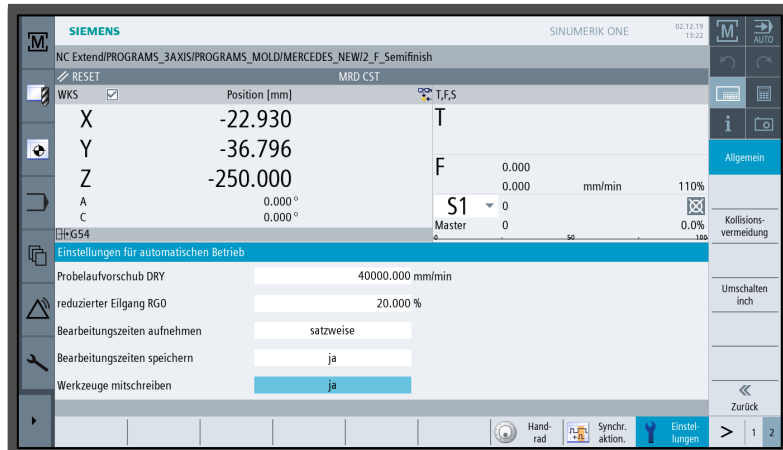 SIEMENS
SINUMERIK ONE
02.12.19
13:22
M
AUTO
NC Extend/PROGRAMS_3AXIS/PROGRAMS_MOLD/MERCEDES_NEW/2_F_Semifinish
RESET
MRD CST
WKS
Position [mm]
T,F,S
X
-22.930
T
Y
-36.796
Z
-250.000
F
0.000
0.000
mm/min
110%
A
0.000 °
C
0.000 °
S1
0
Master
0
0.0%
G54
0
50
100
Einstellungen für automatischen Betrieb
Probelaufvorschub DRY
40000.000 mm/min
reduzierter Eilgang RG0
20.000 %
Bearbeitungszeiten aufnehmen
satzweise
Bearbeitungszeiten speichern
ja
Werkzeuge mitschreiben
ja
Allgemein
Kollisions-
vermeidung
Umschalten
inch
Zurück
Hand-
rad
Synchr.
aktion.
Einstel-
lungen
1
2
M
i